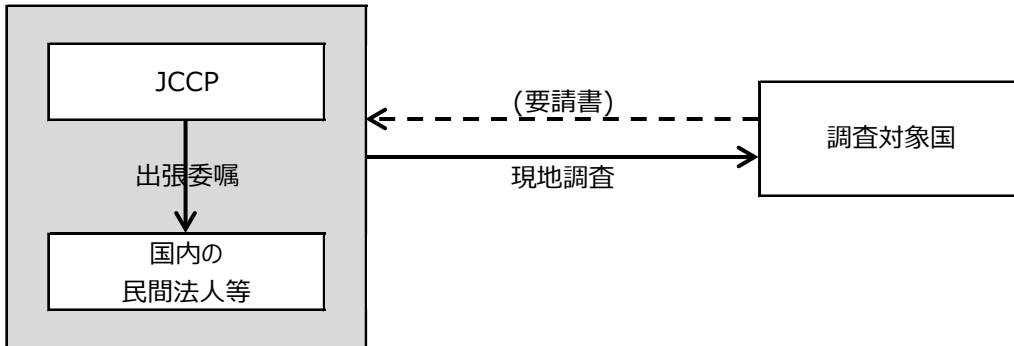 JCCP
(要請書)
調査対象国
出張委嘱
現地調査
国内の
民間法人等